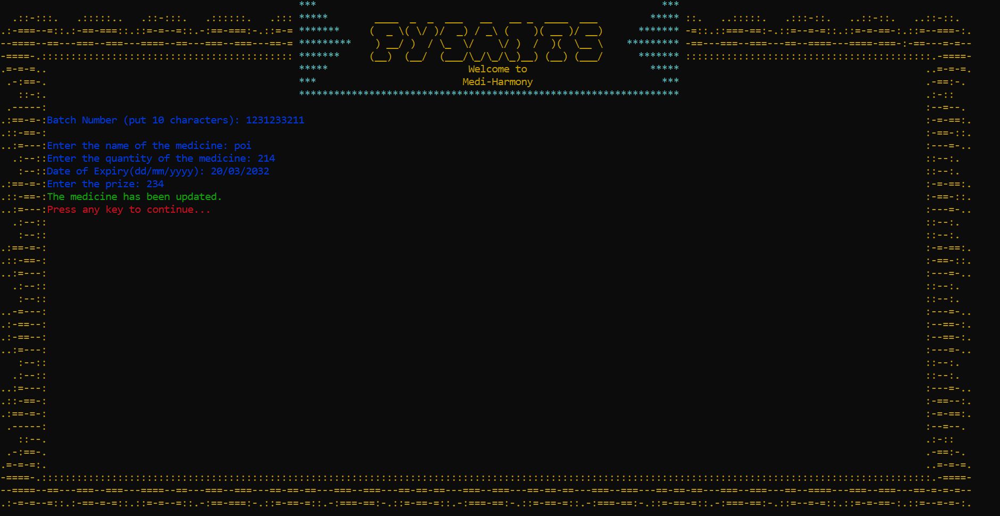 Welcome to
Medi-Harmony
Batch Number (put 10 characters): 1231233211
Enter the name of the medicine: poi
Enter the quantity of the medicine: 214
Date of Expiry(dd/mm/yyyy): 20/03/2032
Enter the prize: 234
The medicine has been updated.
Press any key to continue...